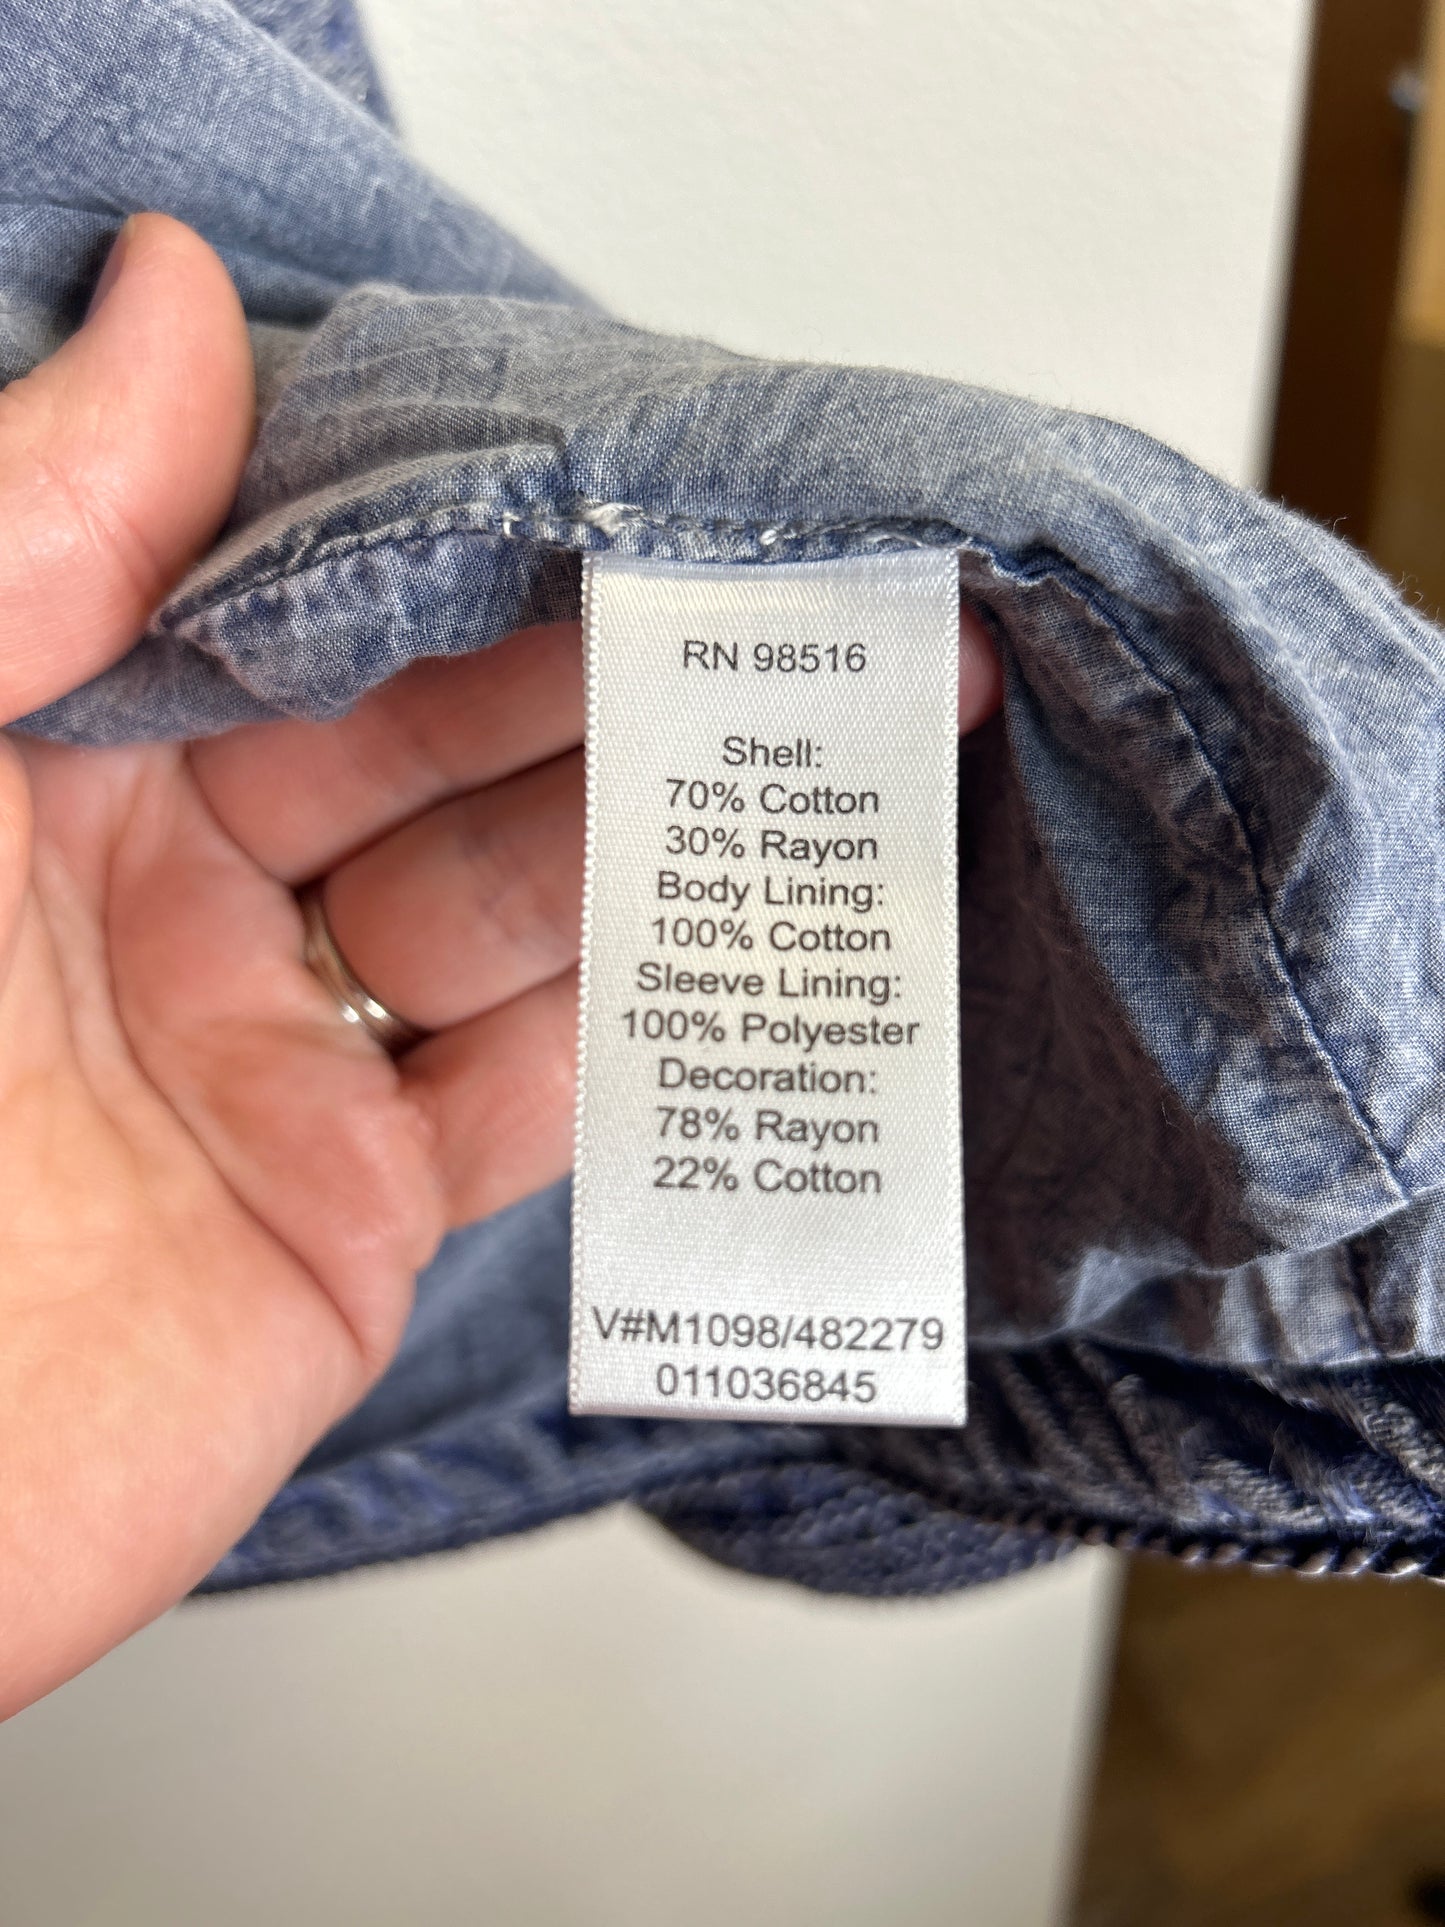 RN 98516
Shell:
70% Cotton
30% Rayon
Body Lining:
100% Cotton
Sleeve Lining:
100% Polyester
Decoration:
78% Rayon
22% Cotton
V#M1098/482279
011036845